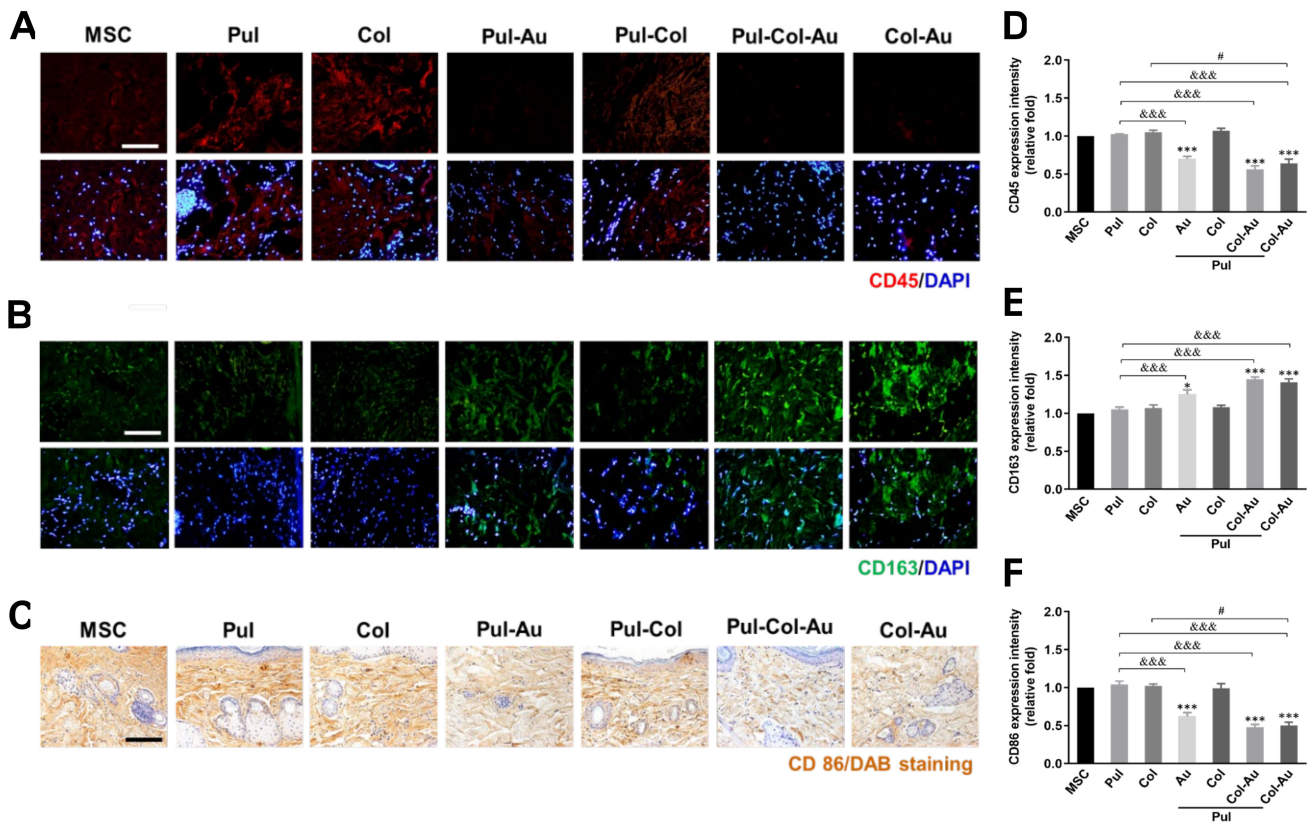 A
MSC Pul Col Pul-Au Pul-Col Pul-Col-Au Col-Au
CD45/DAPI
B
CD163/DAPI
C
MSC Pul Col Pul-Au Pul-Col Pul-Col-Au Col-Au
CD 86/DAB staining
D
CD45 expression intensity
(relative fold)
2.0
1.5
1.0
0.5
0.0
#
&&&
&&&
&&&
*** *** ***
MSC Pul Col Au Col Col-Au Col-Au
Pul
E
CD163 expression intensity
(relative fold)
2.0
1.5
1.0
0.5
0.0
&&&
&&&
&&&
* *** ***
MSC Pul Col Au Col Col-Au Col-Au
Pul
F
CD86 expression intensity
(relative fold)
2.0
1.5
1.0
0.5
0.0
#
&&&
&&&
&&&
*** *** ***
MSC Pul Col Au Col Col-Au Col-Au
Pul